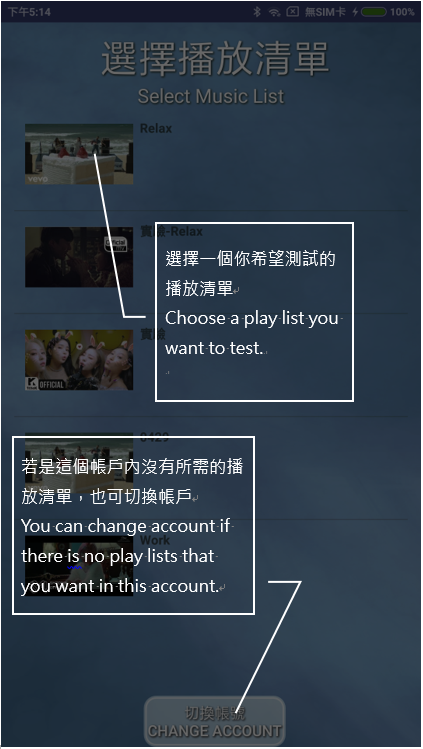 下午5:14
無SIM卡 100%
選擇播放清單
Select Music List
Relax
vevo
實驗-Relax
Official
選擇一個你希望測試的
播放清單
Choose a play list you
want to test.
實驗
OFFICIAL
0429
若是這個帳戶內沒有所需的播
放清單，也可切換帳戶
You can change account if
there is no play lists that
you want in this account.
Work
切換帳號
CHANGE ACCOUNT